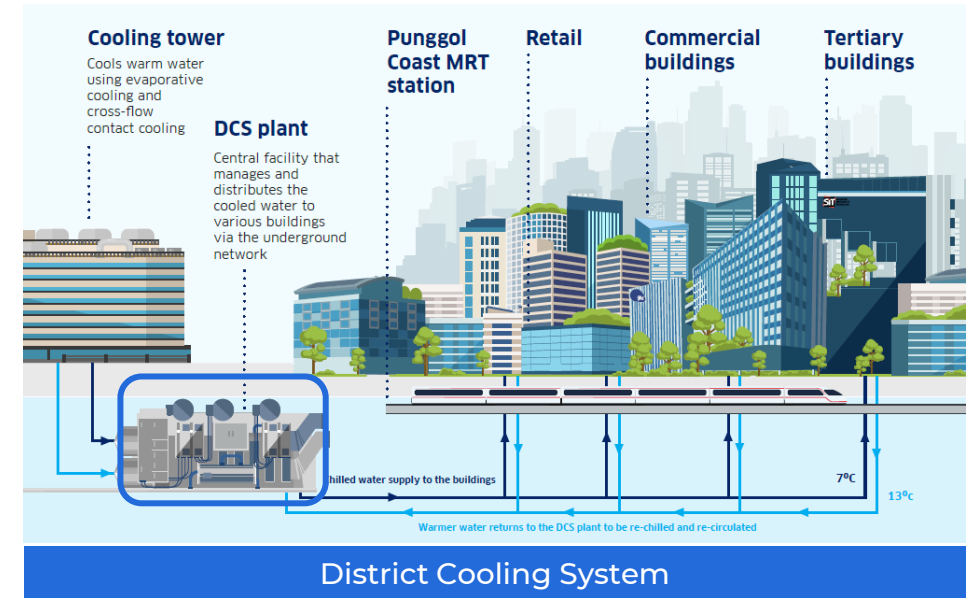 Cooling tower
Cools warm water
using evaporative
cooling and
cross-flow
contact cooling
DCS plant
Central facility that
manages and
distributes the
cooled water to
various buildings
via the underground
network
Punggol
Coast MRT
station
Retail
Commercial
buildings
Tertiary
buildings
SiT
hilled water supply to the buildings
7⁰C
13⁰c
Warmer water returns to the DCS plant to be re-chilled and re-circulated
District Cooling System